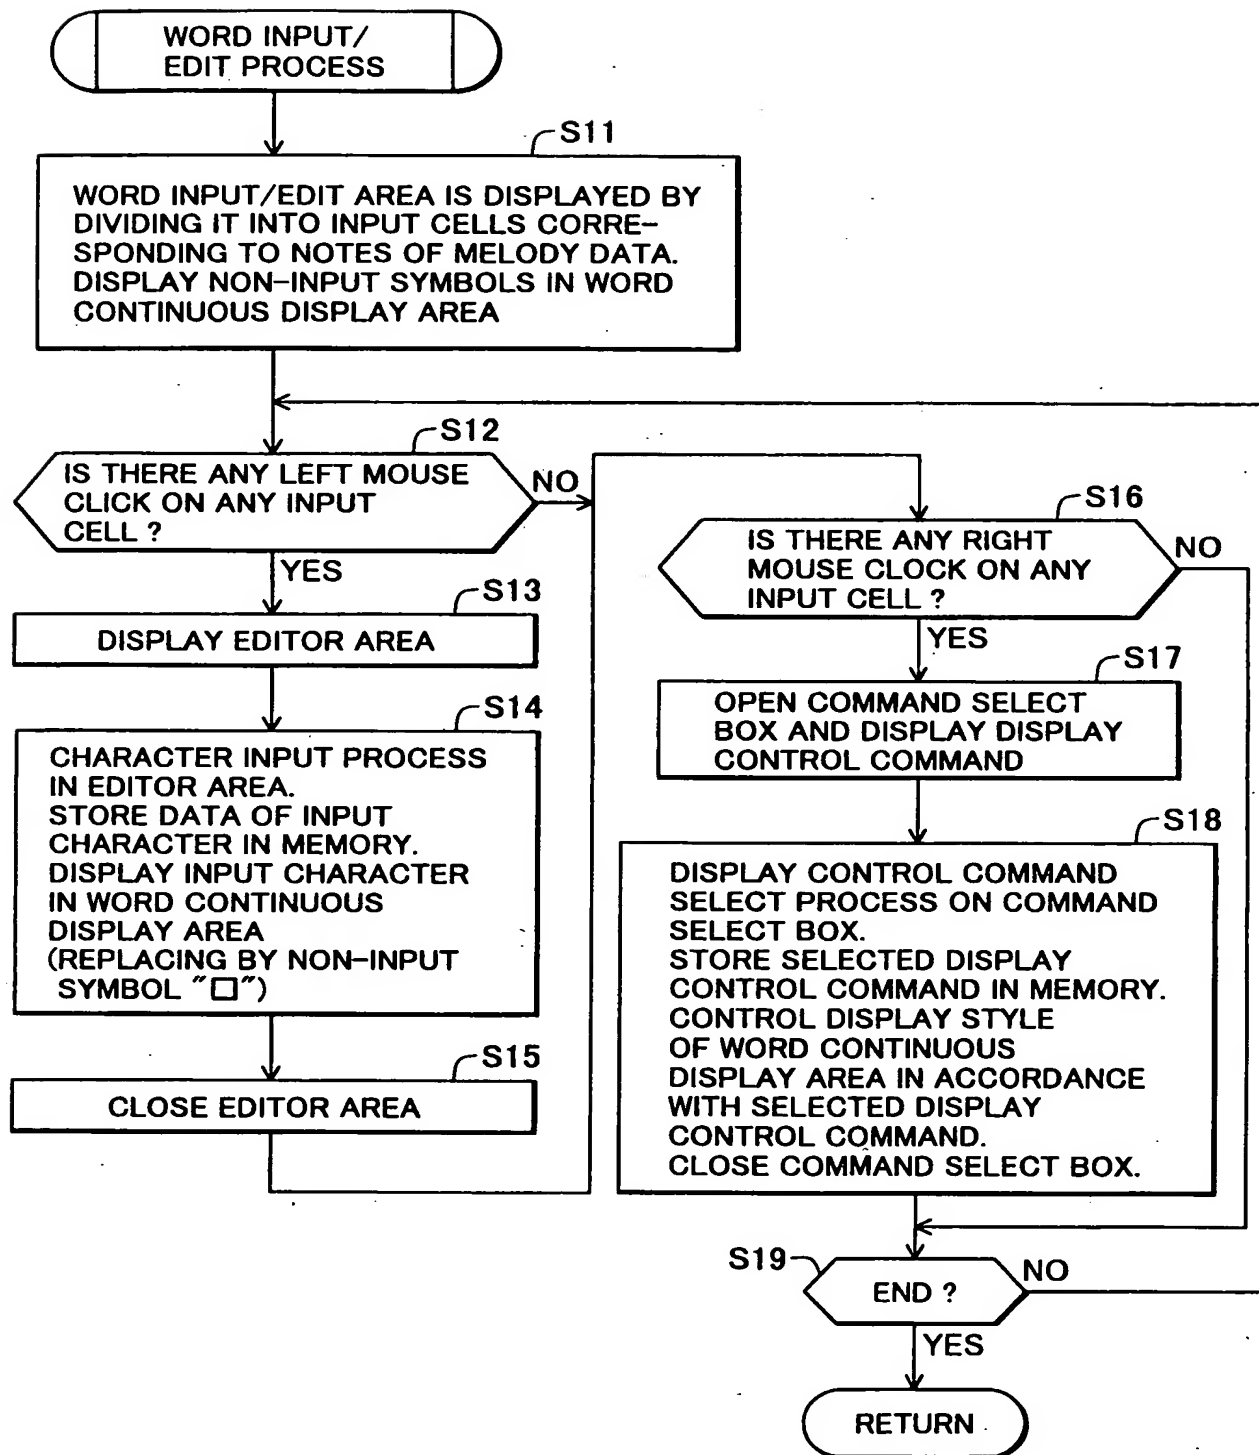 WORD INPUT/
EDIT PROCESS
S11
WORD INPUT/EDIT AREA IS DISPLAYED BY
DIVIDING IT INTO INPUT CELLS CORRE-
SPONDING TO NOTES OF MELODY DATA.
DISPLAY NON-INPUT SYMBOLS IN WORD
CONTINUOUS DISPLAY AREA
S12
IS THERE ANY LEFT MOUSE
CLICK ON ANY INPUT
CELL ?
NO
YES
S13
DISPLAY EDITOR AREA
S14
CHARACTER INPUT PROCESS
IN EDITOR AREA.
STORE DATA OF INPUT
CHARACTER IN MEMORY.
DISPLAY INPUT CHARACTER
IN WORD CONTINUOUS
DISPLAY AREA
(REPLACING BY NON-INPUT
SYMBOL "□")
S15
CLOSE EDITOR AREA
S16
IS THERE ANY RIGHT
MOUSE CLOCK ON ANY
INPUT CELL ?
NO
YES
S17
OPEN COMMAND SELECT
BOX AND DISPLAY DISPLAY
CONTROL COMMAND
S18
DISPLAY CONTROL COMMAND
SELECT PROCESS ON COMMAND
SELECT BOX.
STORE SELECTED DISPLAY
CONTROL COMMAND IN MEMORY.
CONTROL DISPLAY STYLE
OF WORD CONTINUOUS
DISPLAY AREA IN ACCORDANCE
WITH SELECTED DISPLAY
CONTROL COMMAND.
CLOSE COMMAND SELECT BOX.
S19
END ?
NO
YES
RETURN